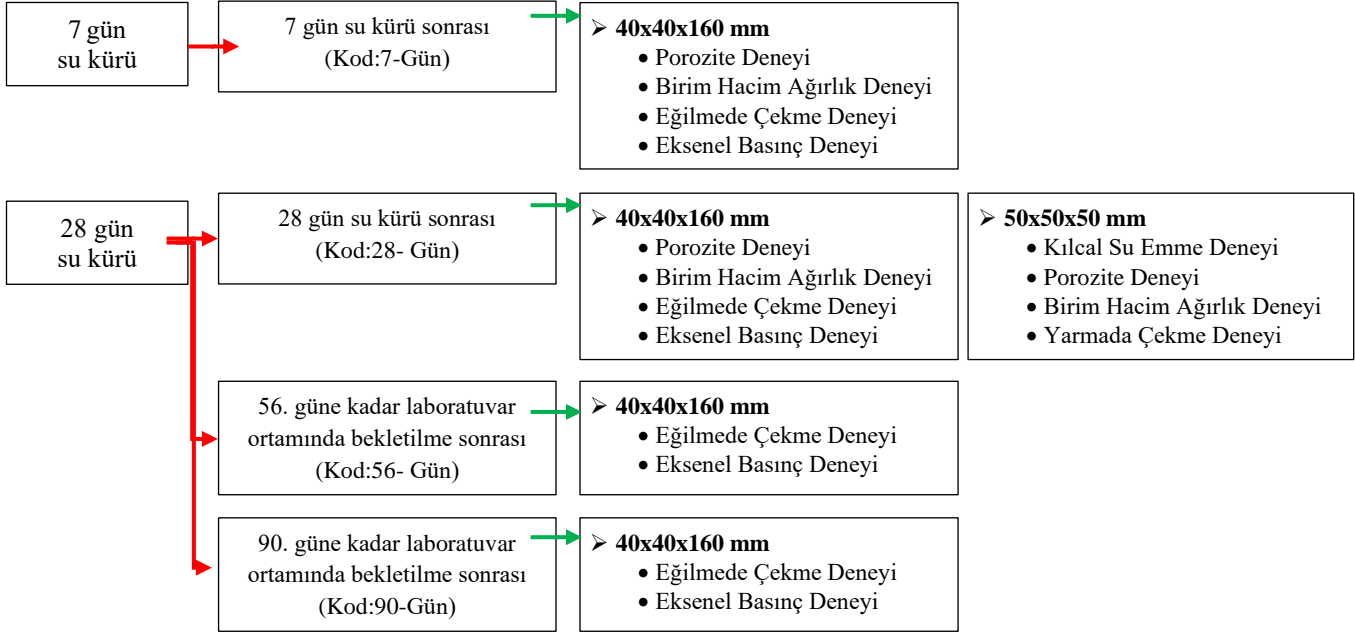 7 gün
su kürü
7 gün su kürü sonrası
(Kod:7-Gün)
➢ 40x40x160 mm
• Porozite Deneyi
• Birim Hacim Ağırlık Deneyi
• Eğilmede Çekme Deneyi
• Eksenel Basınç Deneyi
28 gün
su kürü
28 gün su kürü sonrası
(Kod:28- Gün)
➢ 40x40x160 mm
• Porozite Deneyi
• Birim Hacim Ağırlık Deneyi
• Eğilmede Çekme Deneyi
• Eksenel Basınç Deneyi
➢ 50x50x50 mm
• Kılcal Su Emme Deneyi
• Porozite Deneyi
• Birim Hacim Ağırlık Deneyi
• Yarmada Çekme Deneyi
56. güne kadar laboratuvar
ortamında bekletilme sonrası
(Kod:56- Gün)
➢ 40x40x160 mm
• Eğilmede Çekme Deneyi
• Eksenel Basınç Deneyi
90. güne kadar laboratuvar
ortamında bekletilme sonrası
(Kod:90-Gün)
➢ 40x40x160 mm
• Eğilmede Çekme Deneyi
• Eksenel Basınç Deneyi